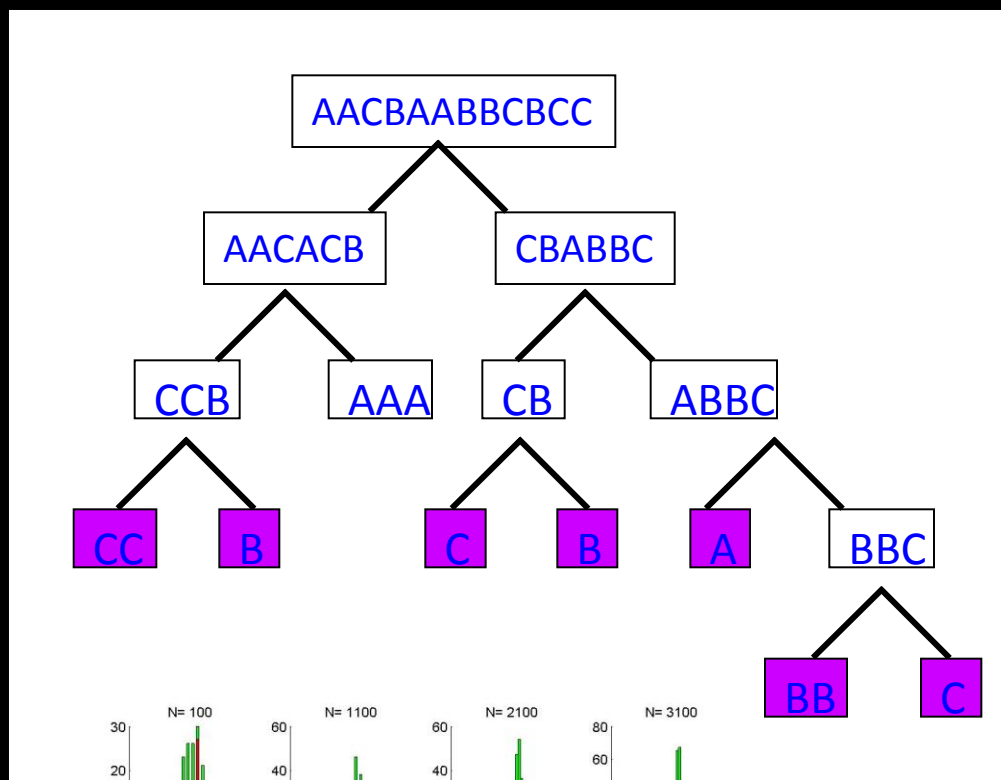 AACBAABBCBCC
AACACB CBABBC
CCB AAA CB ABBC
CC B C B A BBC
BB C
N= 100 N= 1100 N= 2100 N= 3100
30 60 60 80
60
20 40 40